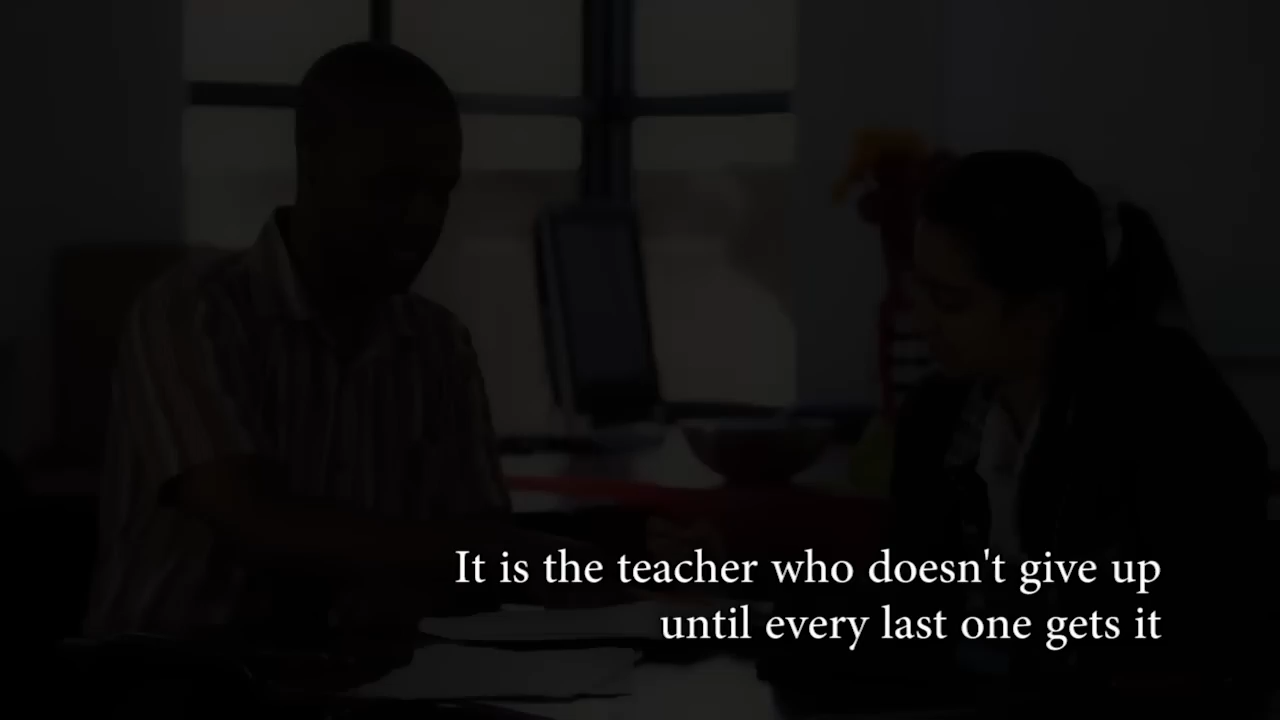 It is the teacher who doesn't give up
until every last one gets it